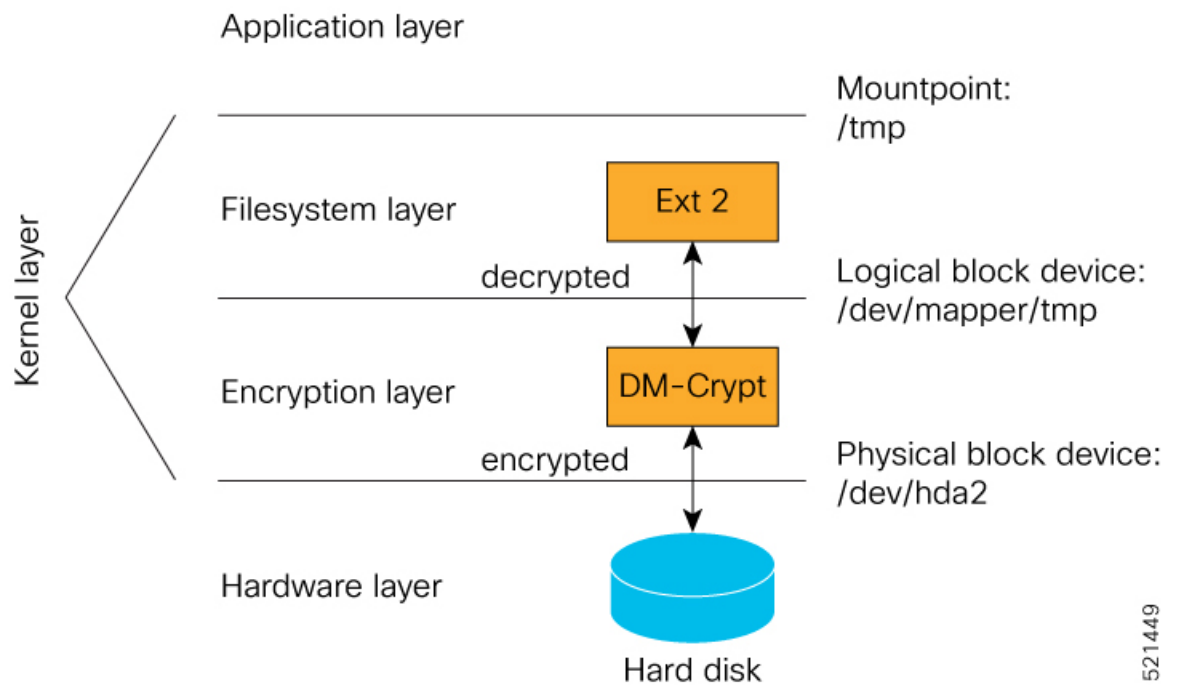 Application layer
Mountpoint:
/tmp
Kernel layer
Filesystem layer
Ext 2
decrypted
Logical block device:
/dev/mapper/tmp
Encryption layer
DM-Crypt
encrypted
Physical block device:
/dev/hda2
Hardware layer
Hard disk
521449